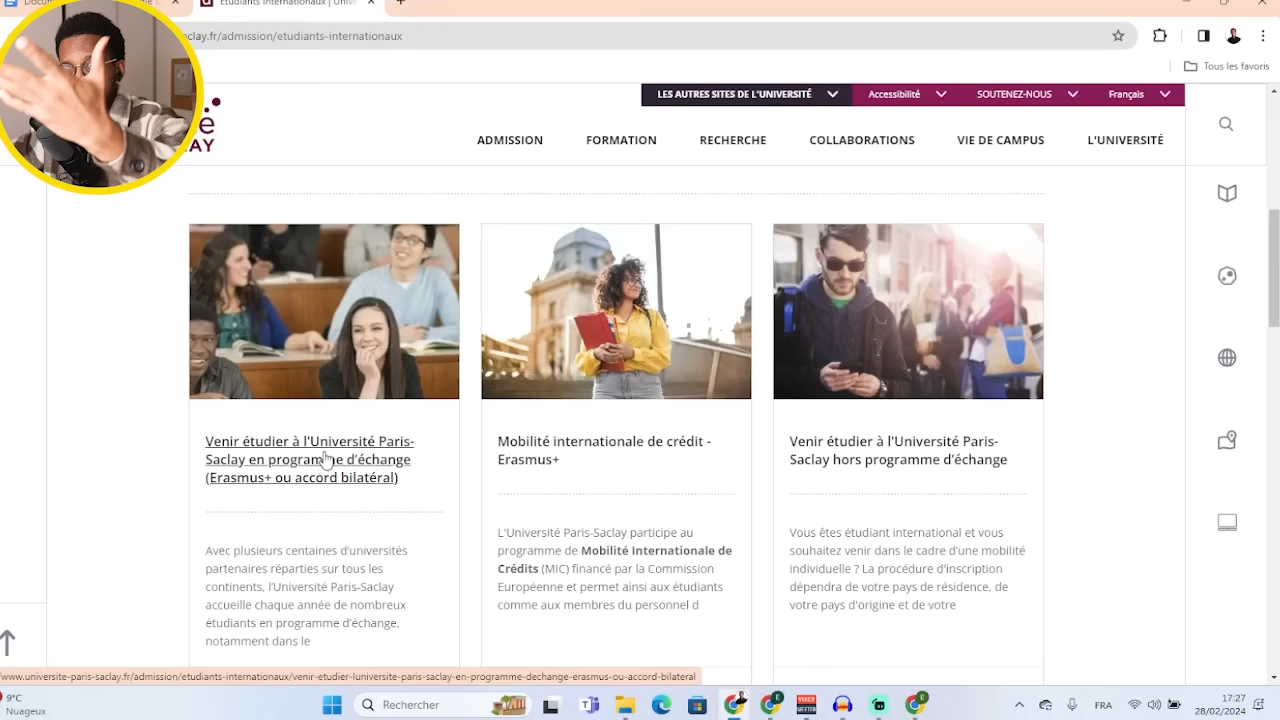 Étudiants Internationaux | Unive
clay.fr/admission/etudiants-internationaux
Tous les favoris
LES AUTRES SITES DE L'UNIVERSITÉ
Accessibilité
SOUTENEZ-NOUS
Français
ADMISSION
FORMATION
RECHERCHE
COLLABORATIONS
VIE DE CAMPUS
L'UNIVERSITÉ
Venir étudier à l'Université Paris-
Saclay en programme d'échange
(Erasmus+ ou accord bilatéral)
Avec plusieurs centaines d'universités
partenaires réparties sur tous les
continents, l'Université Paris-Saclay
accueille chaque année de nombreux
étudiants en programme d'échange,
notamment dans le
Mobilité internationale de crédit -
Erasmus+
L'Université Paris-Saclay participe au
programme de Mobilité Internationale de
Crédits (MIC) financé par la Commission
Européenne et permet ainsi aux étudiants
comme aux membres du personnel d
Venir étudier à l'Université Paris-
Saclay hors programme d'échange
Vous êtes étudiant international et vous
souhaitez venir dans le cadre d'une mobilité
individuelle ? La procédure d'inscription
dépendra de votre pays de résidence, de
votre pays d'origine et de votre
/www.universite-paris-saclay.fr/admission/etudiants-internationaux/venir-etudier-luniversite-paris-saclay-en-programme-dechange-erasmus-ou-accord-bilateral
9°C
Nuageux
Rechercher
FR
17:27
28/02/2024